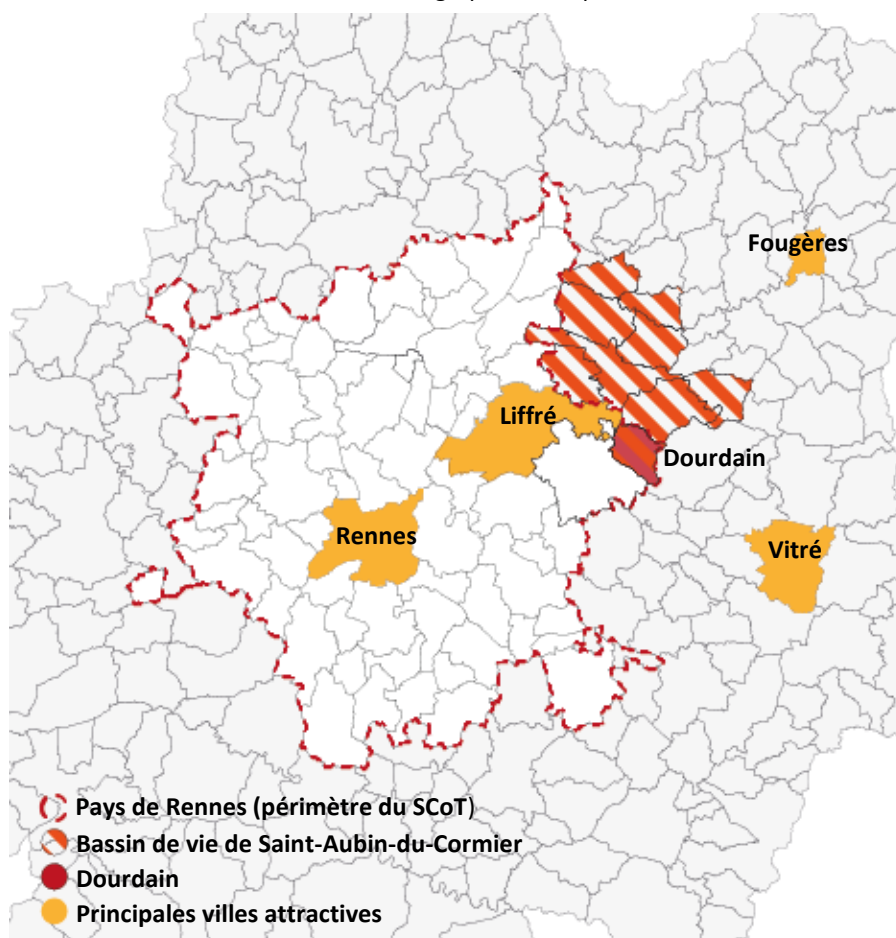 Fougères
Liffré
Dourdain
Rennes
Vitré
Pays de Rennes (périmètre du SCoT)
Bassin de vie de Saint-Aubin-du-Cormier
Dourdain
Principales villes attractives